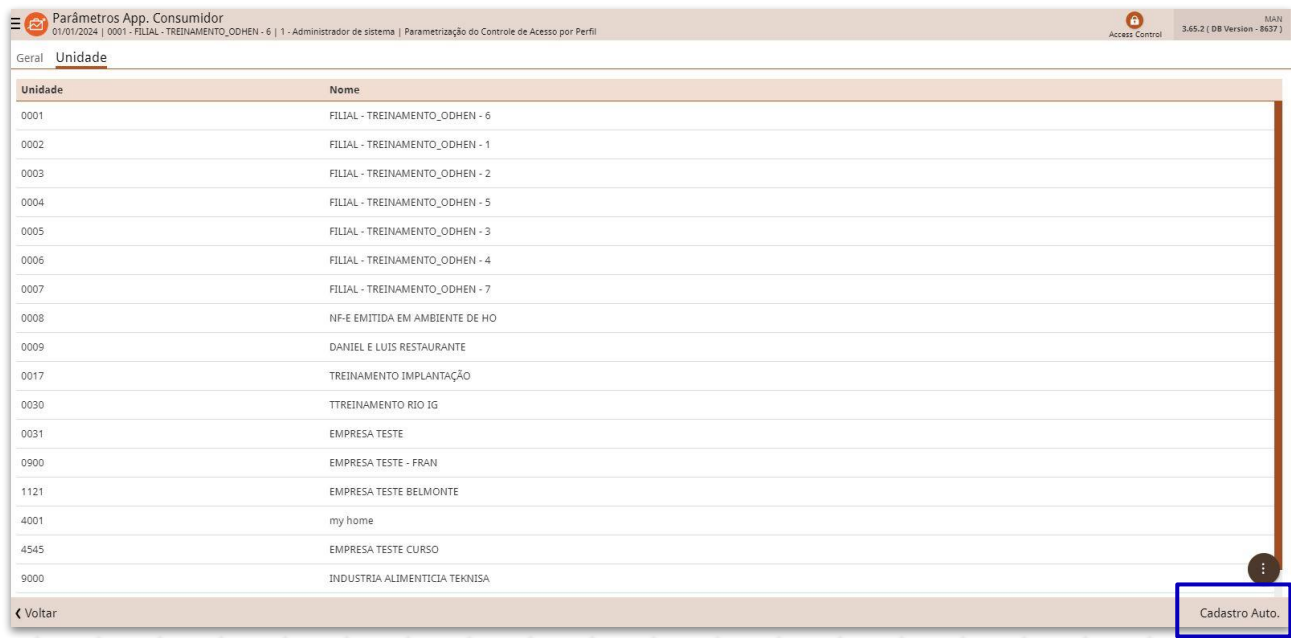 Parâmetros App. Consumidor
01/01/2024 | 0001 - FILIAL - TREINAMENTO_ODHEN - 6 | 1 - Administrador de sistema | Parametrização do Controle de Acesso por Perfil
Access Control
MAN
3.65.2 ( DB Version - 8637 )
Geral Unidade
Unidade Nome
0001 FILIAL - TREINAMENTO_ODHEN - 6
0002 FILIAL - TREINAMENTO_ODHEN - 1
0003 FILIAL - TREINAMENTO_ODHEN - 2
0004 FILIAL - TREINAMENTO_ODHEN - 5
0005 FILIAL - TREINAMENTO_ODHEN - 3
0006 FILIAL - TREINAMENTO_ODHEN - 4
0007 FILIAL - TREINAMENTO_ODHEN - 7
0008 NF-E EMITIDA EM AMBIENTE DE HO
0009 DANIEL E LUIS RESTAURANTE
0017 TREINAMENTO IMPLANTAÇÃO
0030 TTREINAMENTO RIO IG
0031 EMPRESA TESTE
0900 EMPRESA TESTE - FRAN
1121 EMPRESA TESTE BELMONTE
4001 my home
4545 EMPRESA TESTE CURSO
9000 INDUSTRIA ALIMENTICIA TEKNISA
Voltar Cadastro Auto.